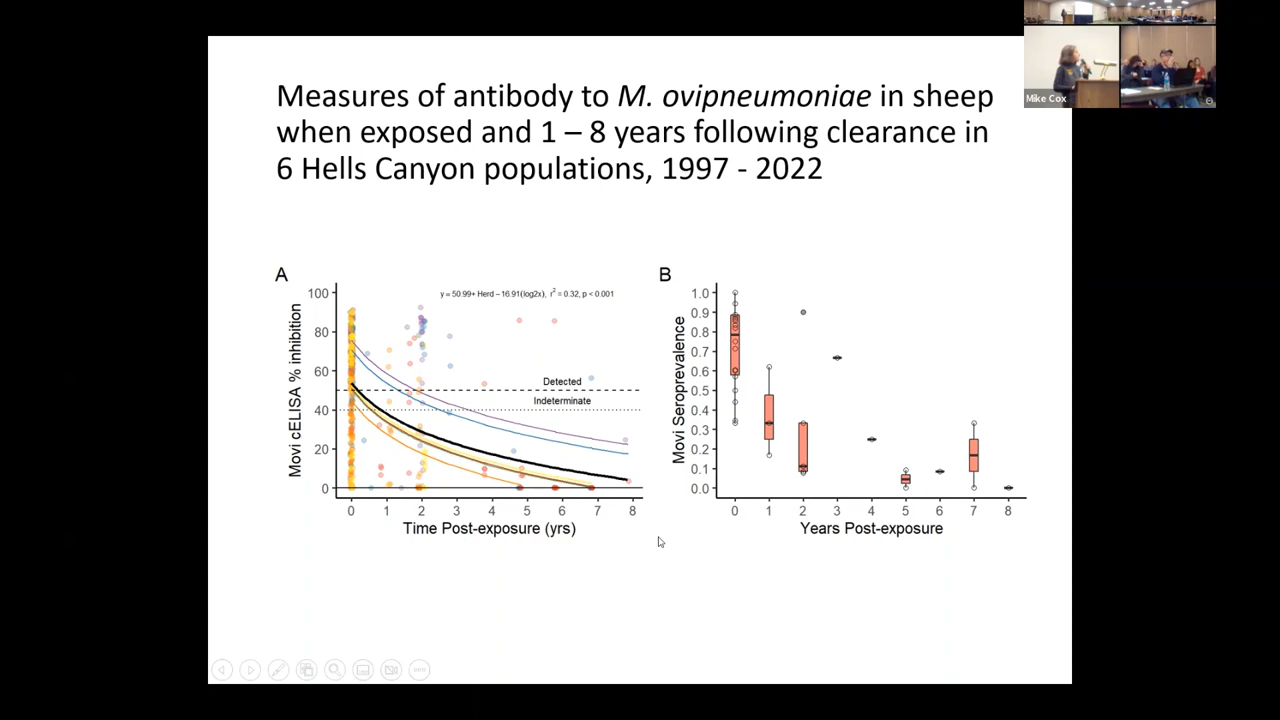 Measures of antibody to M. ovipneumoniae in sheep
when exposed and 1 – 8 years following clearance in
6 Hells Canyon populations, 1997 - 2022
Mike Cox
A
y = 50.99+ Herd – 16.91(log2x), r² = 0.32, p < 0.001
Movi cELISA % inhibition
100
80
60
40
20
0
Detected
Indeterminate
0 1 2 3 4 5 6 7 8
Time Post-exposure (yrs)
B
Movi Seroprevalence
1.0
0.9
0.8
0.7
0.6
0.5
0.4
0.3
0.2
0.1
0.0
0 1 2 3 4 5 6 7 8
Years Post-exposure